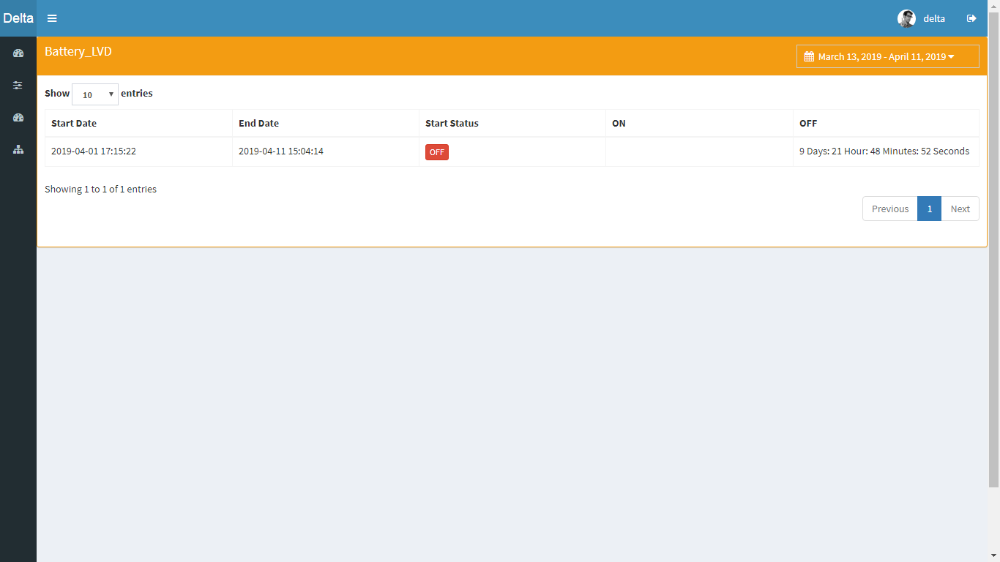 Delta
delta
Battery_LVD
March 13, 2019 - April 11, 2019
Show 10 entries
Start Date End Date Start Status ON OFF
2019-04-01 17:15:22 2019-04-11 15:04:14 OFF 9 Days: 21 Hour: 48 Minutes: 52 Seconds
Showing 1 to 1 of 1 entries
Previous 1 Next